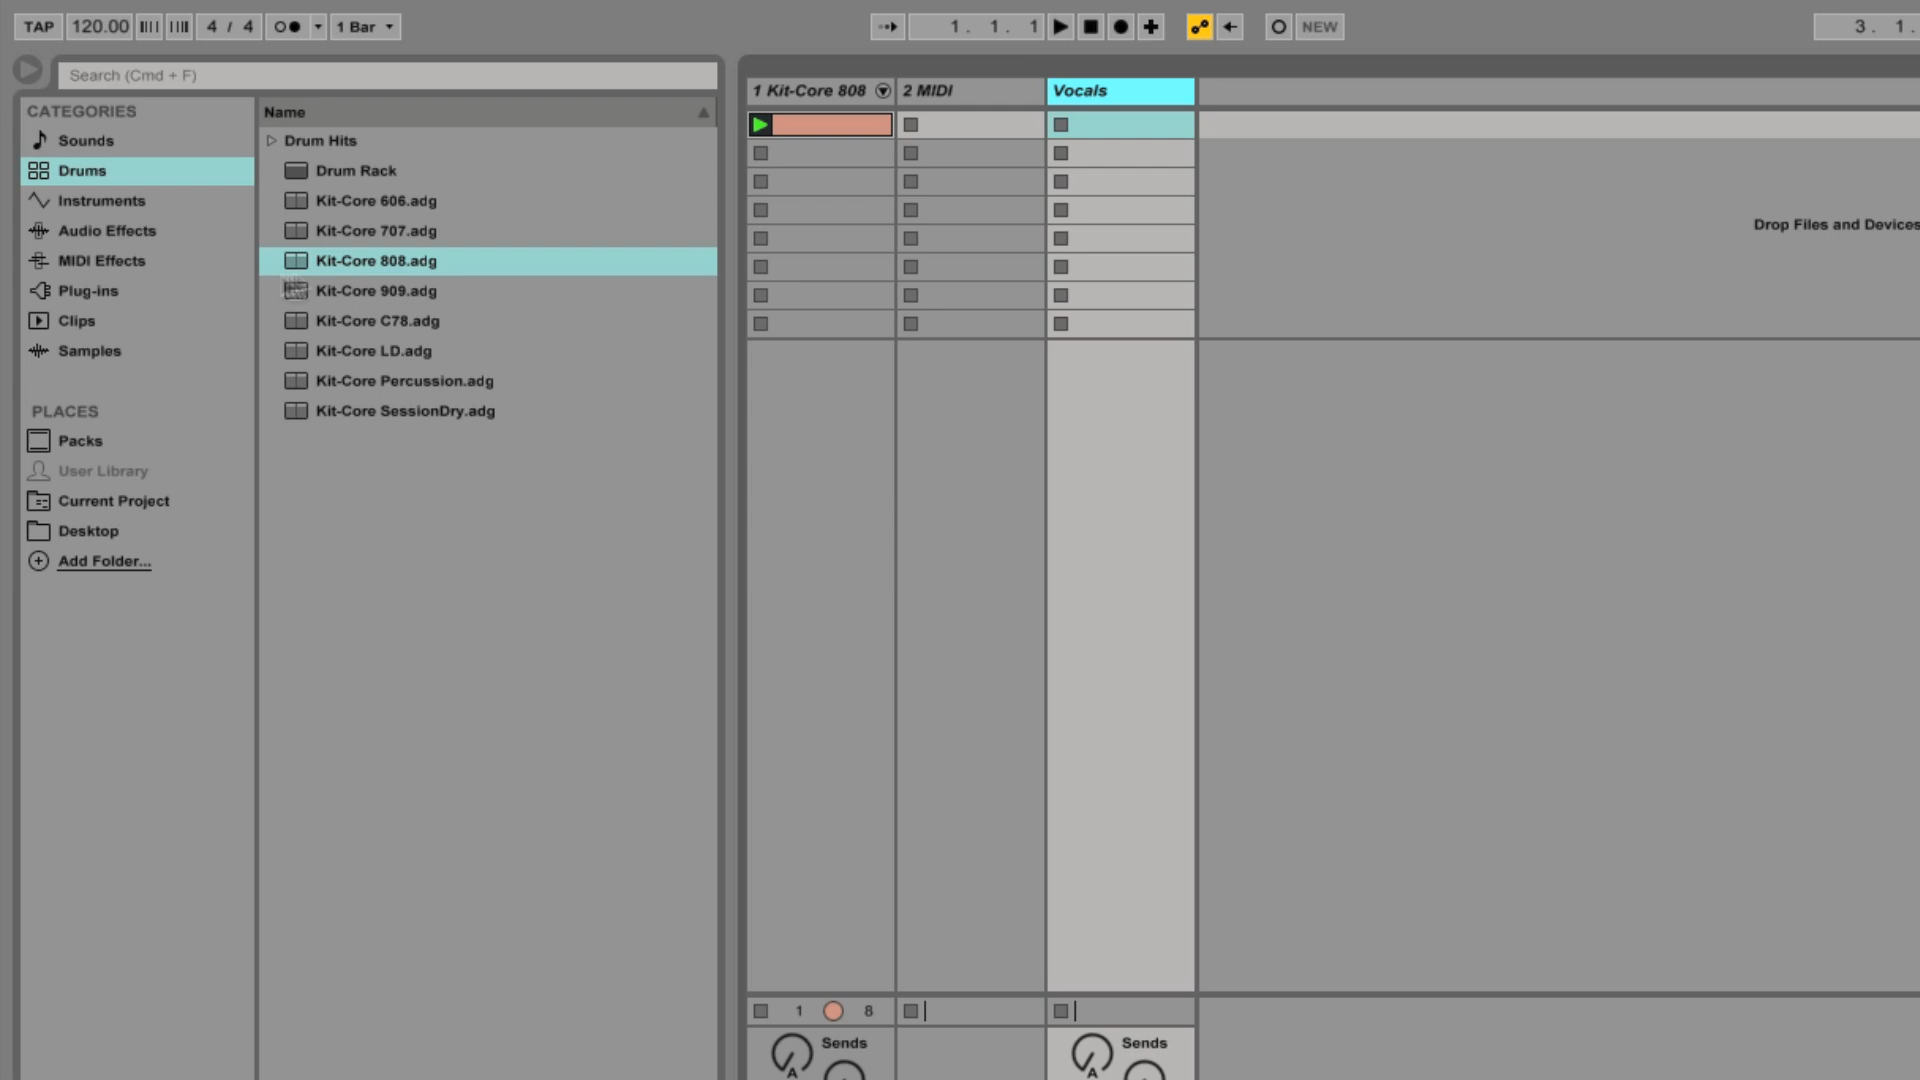 TAP 120.00 4 / 4 1 Bar 1. 1. 1 NEW 3. 1.
Search (Cmd + F)
CATEGORIES
Sounds
Drums
Instruments
Audio Effects
MIDI Effects
Plug-ins
Clips
Samples
PLACES
Packs
User Library
Current Project
Desktop
Add Folder...
Name
Drum Hits
Drum Rack
Kit-Core 606.adg
Kit-Core 707.adg
Kit-Core 808.adg
Kit-Core 909.adg
Kit-Core C78.adg
Kit-Core LD.adg
Kit-Core Percussion.adg
Kit-Core SessionDry.adg
1 Kit-Core 808 2 MIDI Vocals
Drop Files and Devices
1 8
Sends Sends
A A